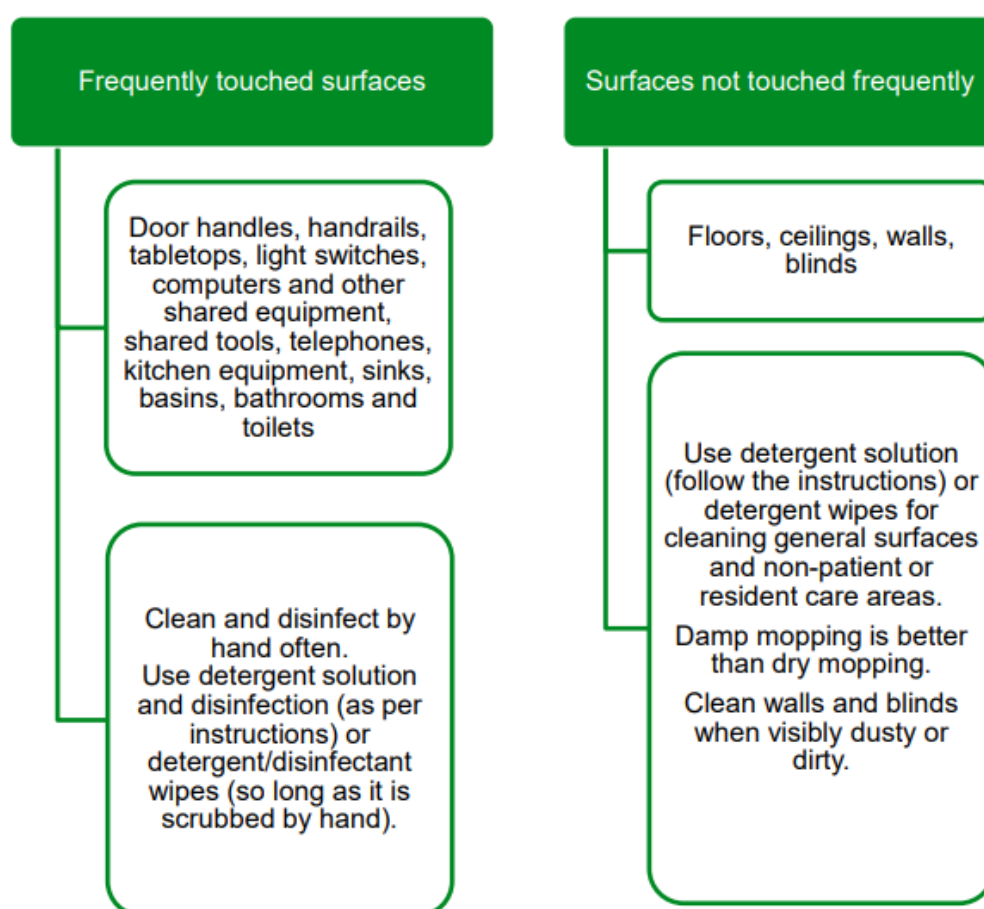 Frequently touched surfaces
Door handles, handrails,
tabletops, light switches,
computers and other
shared equipment,
shared tools, telephones,
kitchen equipment, sinks,
basins, bathrooms and
toilets
Clean and disinfect by
hand often.
Use detergent solution
and disinfection (as per
instructions) or
detergent/disinfectant
wipes (so long as it is
scrubbed by hand).
Surfaces not touched frequently
Floors, ceilings, walls,
blinds
Use detergent solution
(follow the instructions) or
detergent wipes for
cleaning general surfaces
and non-patient or
resident care areas.
Damp mopping is better
than dry mopping.
Clean walls and blinds
when visibly dusty or
dirty.